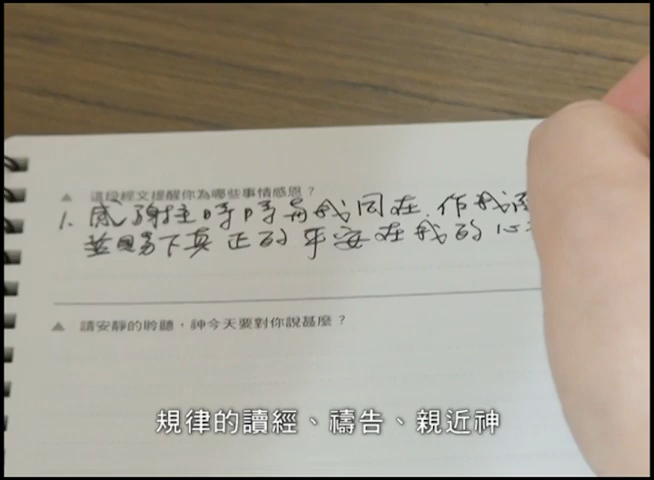 ▲ 這段經文提醒你為哪些事情感恩？
1. 感謝主時時與我同在.作我
並賜下真正的平安在我的心
▲ 請安靜的聆聽，神今天要對你說甚麼？
規律的讀經、禱告、親近神